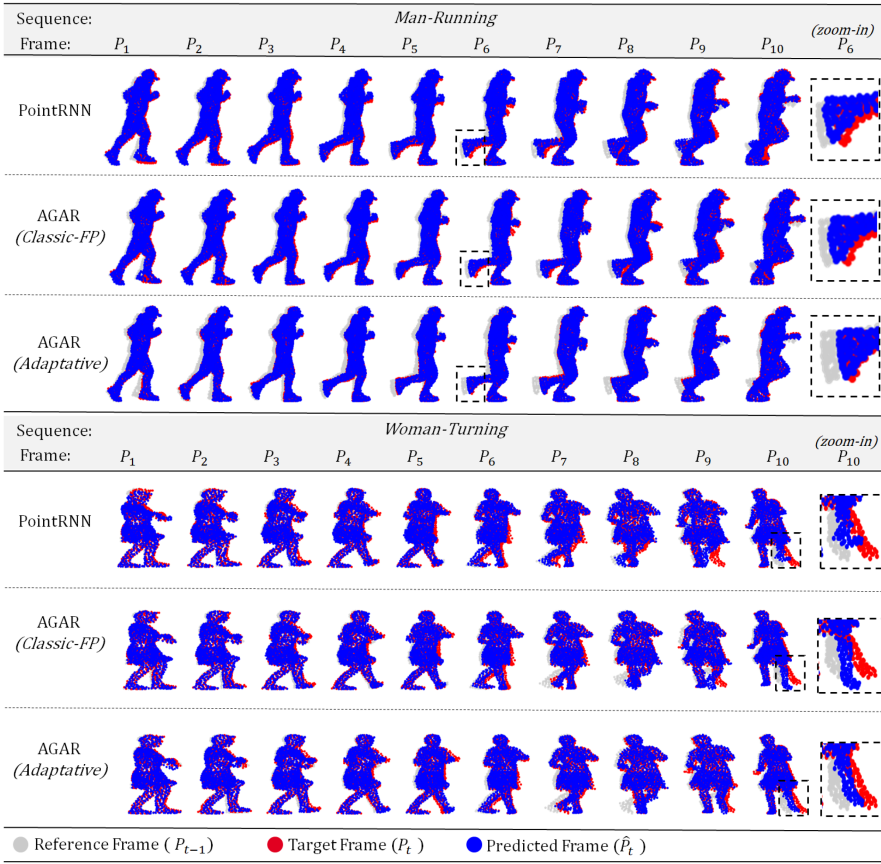 Sequence: Man-Running (zoom-in)
Frame: P₁ P₂ P₃ P₄ P₅ P₆ P₇ P₈ P₉ P₁₀ P₆
PointRNN
AGAR
(Classic-FP)
AGAR
(Adaptative)
Sequence: Woman-Turning (zoom-in)
Frame: P₁ P₂ P₃ P₄ P₅ P₆ P₇ P₈ P₉ P₁₀ P₁₀
PointRNN
AGAR
(Classic-FP)
AGAR
(Adaptative)
Reference Frame ( Pₜ₋₁) Target Frame (Pₜ ) Predicted Frame (P̂ₜ )